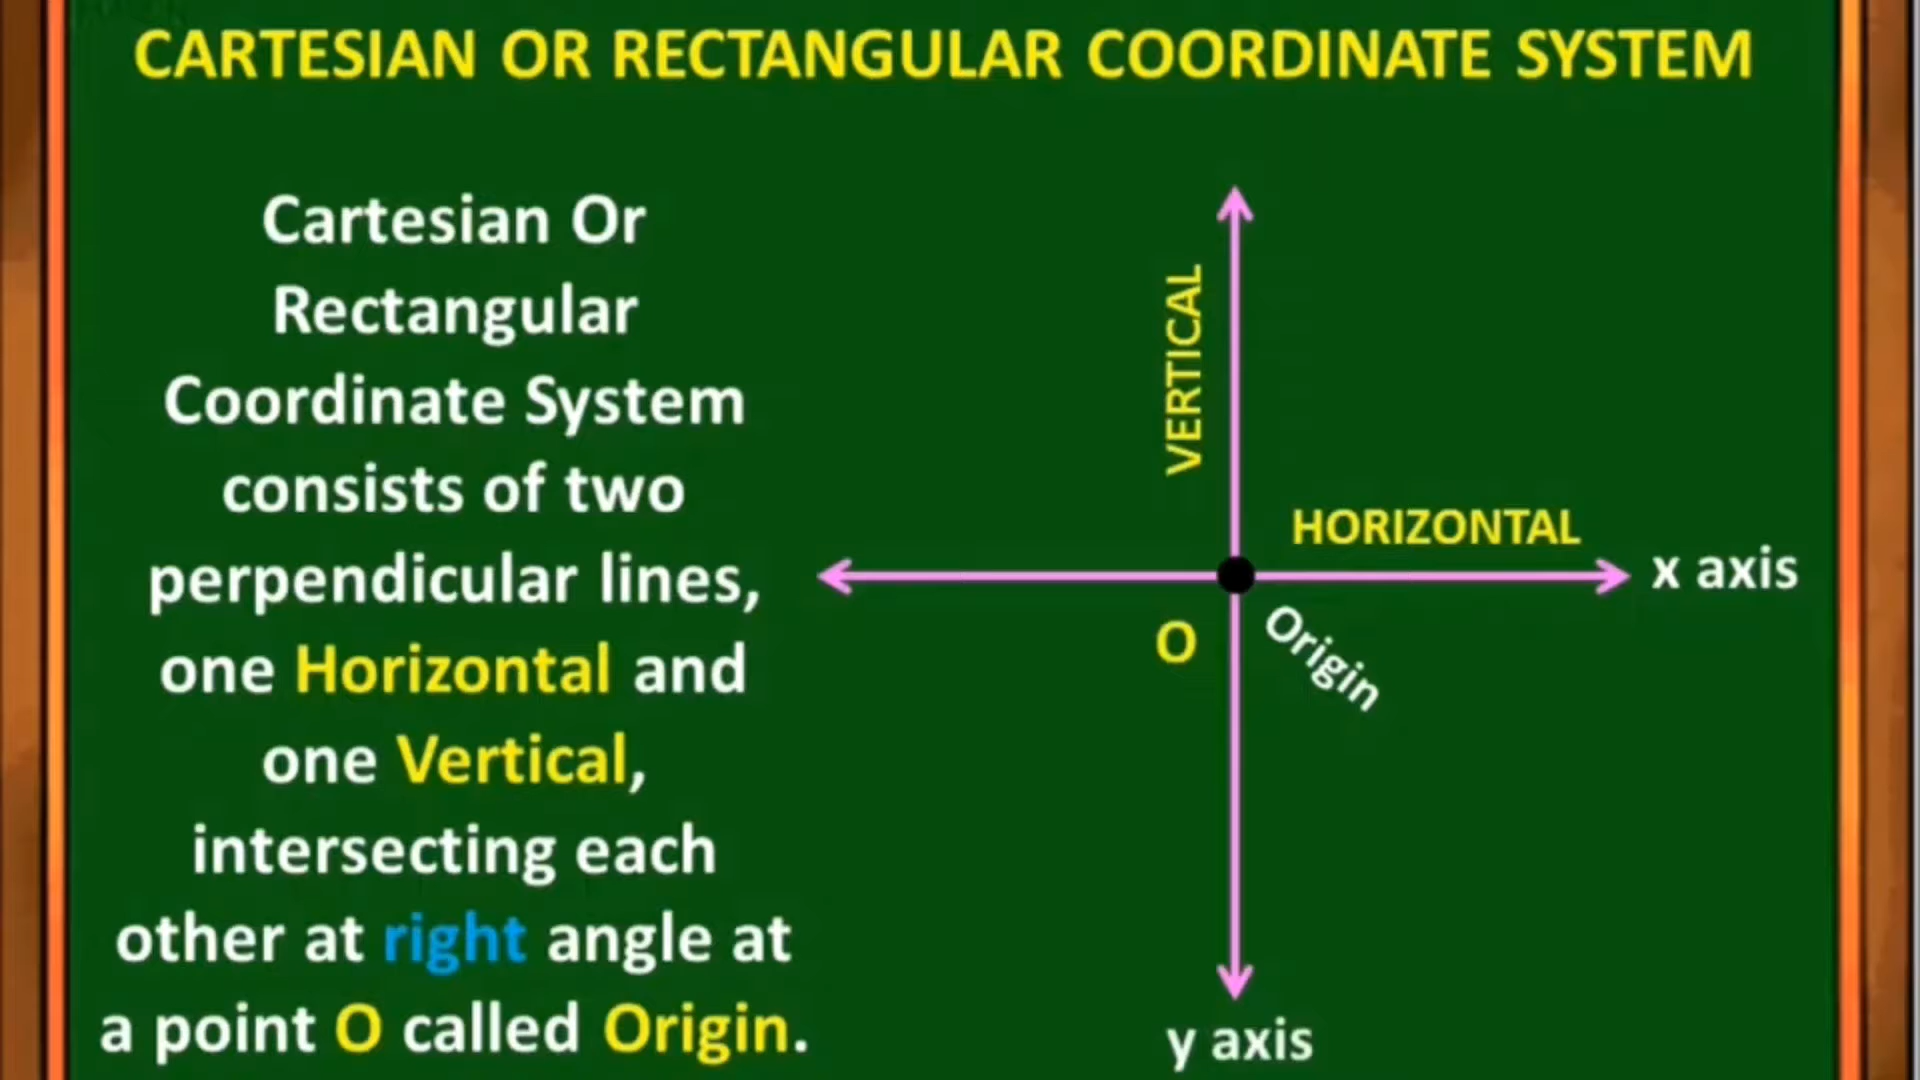 CARTESIAN OR RECTANGULAR COORDINATE SYSTEM
Cartesian Or
Rectangular
Coordinate System
consists of two
perpendicular lines,
one Horizontal and
one Vertical,
intersecting each
other at right angle at
a point O called Origin.
VERTICAL
HORIZONTAL
x axis
O
Origin
y axis